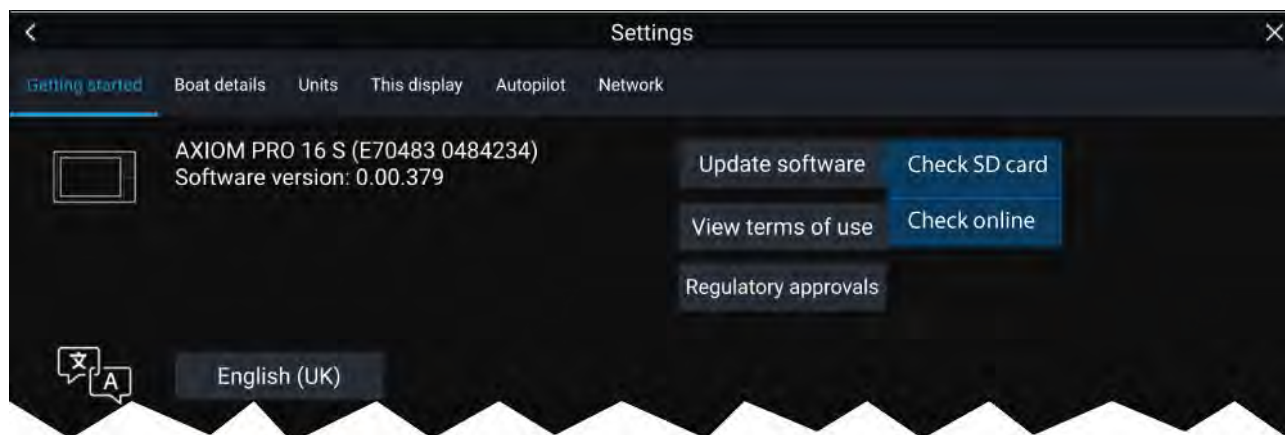 Settings
Getting started Boat details Units This display Autopilot Network
AXIOM PRO 16 S (E70483 0484234)
Software version: 0.00.379
Update software
Check SD card
View terms of use
Check online
Regulatory approvals
文
A
English (UK)